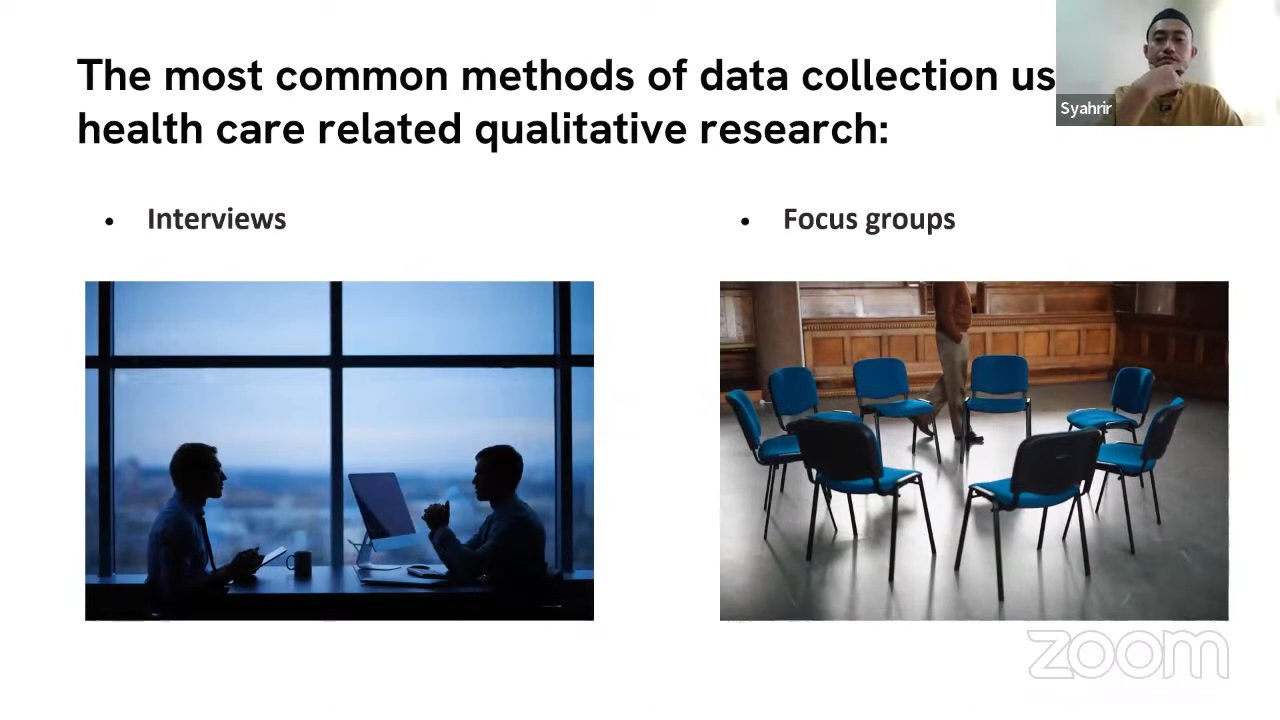 The most common methods of data collection us
health care related qualitative research:
Syahrir
• Interviews
• Focus groups
zoom